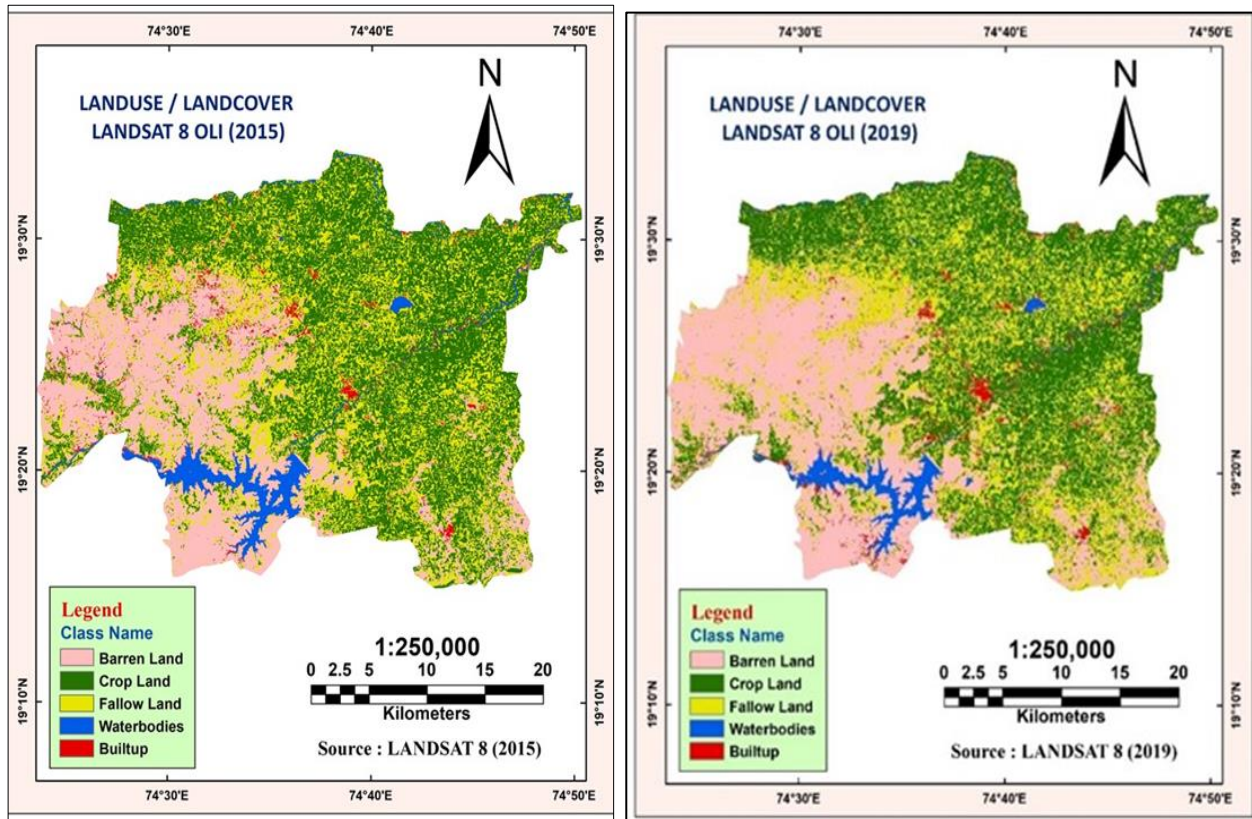 74°30'E 74°40'E 74°50'E
N
LANDUSE / LANDCOVER
LANDSAT 8 OLI (2015)
19°30'N 19°30'N
19°20'N 19°20'N
19°10'N 19°10'N
Legend
Class Name
Barren Land
Crop Land
Fallow Land
Waterbodies
Builtup
1:250,000
0 2.5 5 10 15 20
Kilometers
Source : LANDSAT 8 (2015)
74°30'E 74°40'E 74°50'E
74°30'E 74°40'E 74°50'E
N
LANDUSE / LANDCOVER
LANDSAT 8 OLI (2019)
19°30'N 19°30'N
19°20'N 19°20'N
19°10'N 19°10'N
Legend
Class Name
Barren Land
Crop Land
Fallow Land
Waterbodies
Builtup
1:250,000
0 2.5 5 10 15 20
Kilometers
Source : LANDSAT 8 (2019)
74°30'E 74°40'E 74°50'E